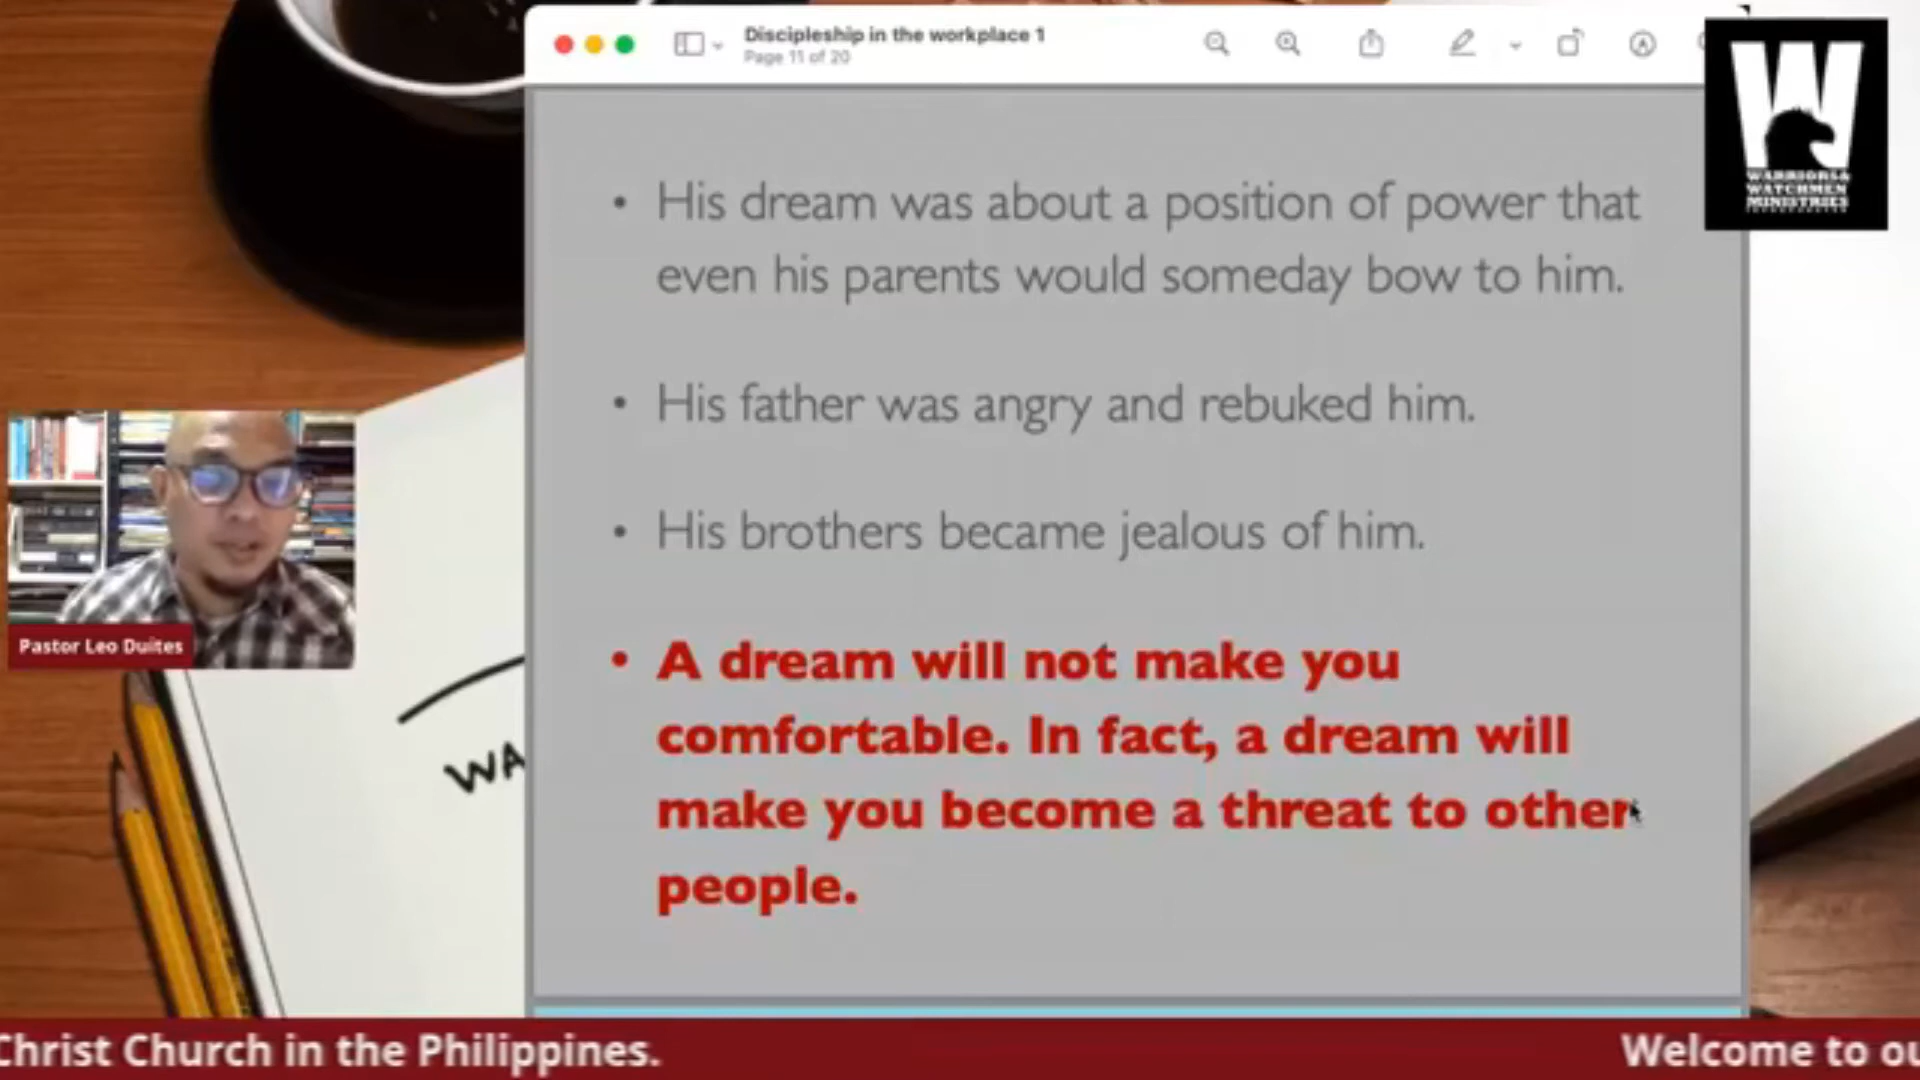 Discipleship in the workplace 1
Page 11 of 20
W
WARRIORS&
WATCHMEN
MINISTRIES
• His dream was about a position of power that
even his parents would someday bow to him.
• His father was angry and rebuked him.
• His brothers became jealous of him.
• A dream will not make you
comfortable. In fact, a dream will
make you become a threat to other
people.
Pastor Leo Duites
WA
Christ Church in the Philippines.
Welcome to ou